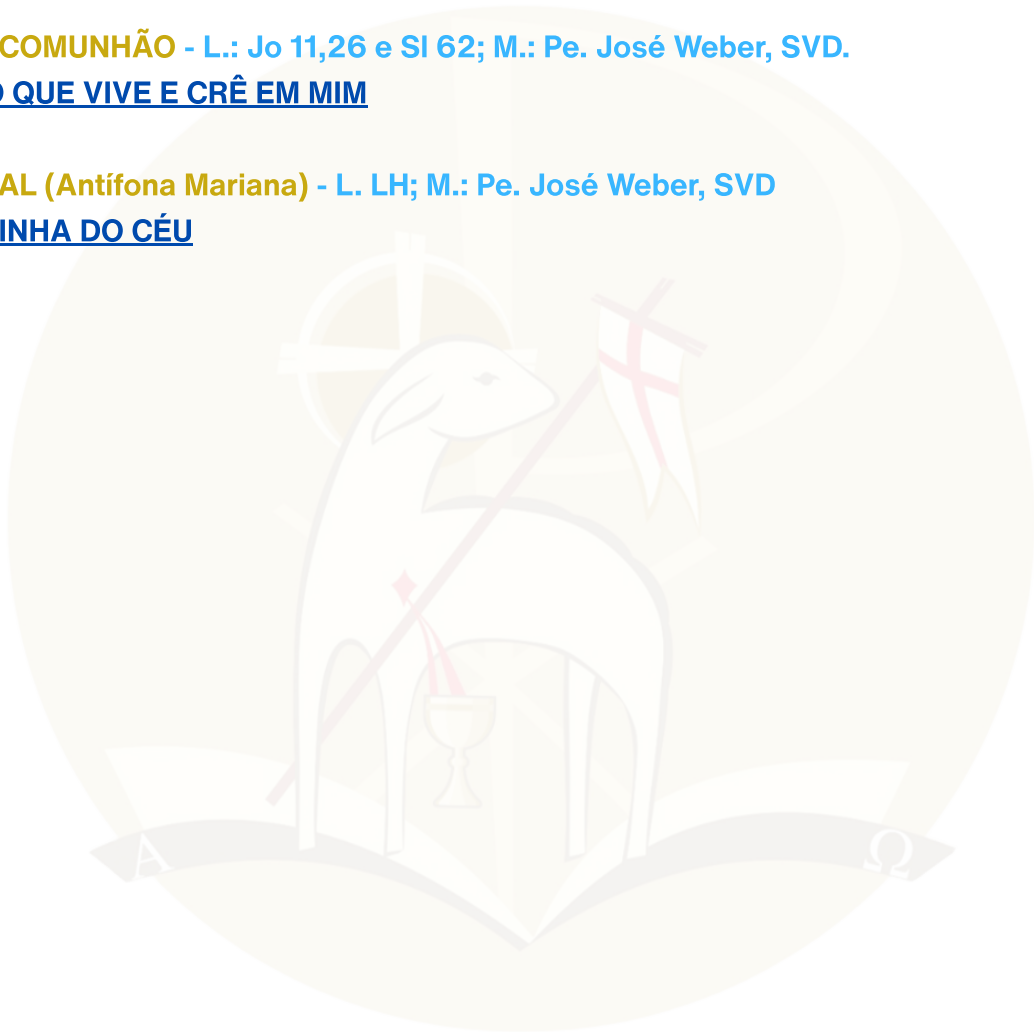 COMUNHÃO - L.: Jo 11,26 e Sl 62; M.: Pe. José Weber, SVD.
QUE VIVE E CRÊ EM MIM
AL (Antífona Mariana) - L. LH; M.: Pe. José Weber, SVD
INHA DO CÉU
Α Ω